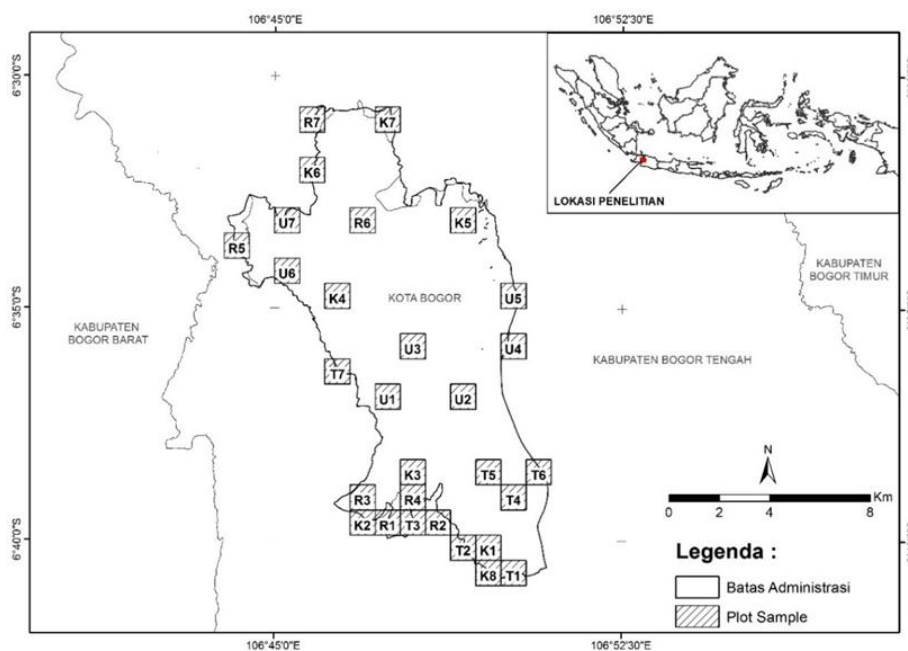 106°45'0"E
106°52'30"E
6°30'0"S
6°35'0"S
6°40'0"S
LOKASI PENELITIAN
R7
K7
K6
U7
R6
K5
R5
U6
K4
KOTA BOGOR
U5
KABUPATEN
BOGOR TIMUR
KABUPATEN
BOGOR BARAT
U3
U4
KABUPATEN BOGOR TENGAH
T7
U1
U2
K3
T5
T6
R3
R4
T4
K2
R1
T3
R2
T2
K1
K8
T1
N
Km
0
2
4
8
Legenda :
Batas Administrasi
Plot Sample
106°45'0"E
106°52'30"E